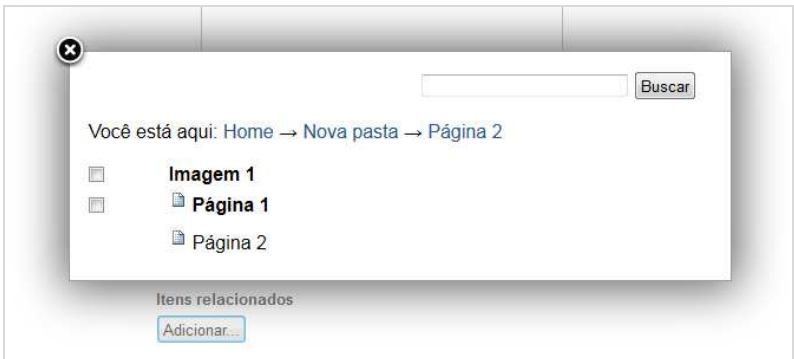 Buscar
Você está aqui: Home → Nova pasta → Página 2
Imagem 1
Página 1
Página 2
Itens relacionados
Adicionar...